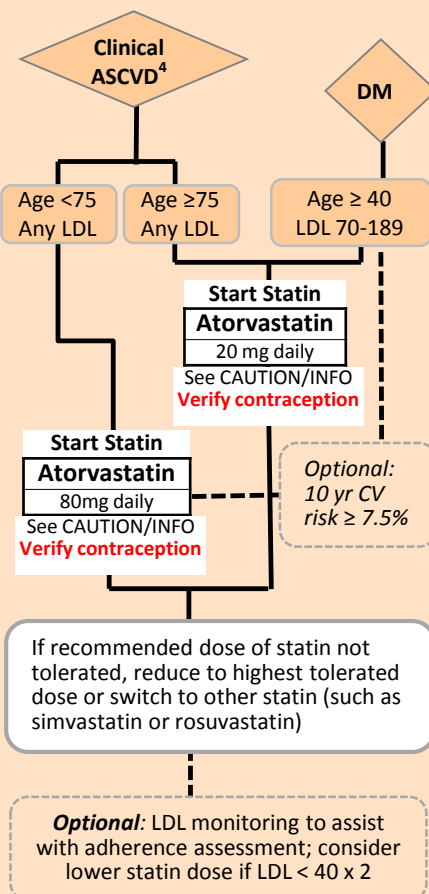 Clinical
ASCVD4
DM
Age <75
Any LDL
Age ≥75
Any LDL
Age ≥ 40
LDL 70-189
Start Statin
Atorvastatin
20 mg daily
See CAUTION/INFO
Verify contraception
Start Statin
Atorvastatin
80mg daily
See CAUTION/INFO
Verify contraception
Optional:
10 yr CV
risk ≥ 7.5%
If recommended dose of statin not
tolerated, reduce to highest tolerated
dose or switch to other statin (such as
simvastatin or rosuvastatin)
Optional: LDL monitoring to assist
with adherence assessment; consider
lower statin dose if LDL < 40 x 2